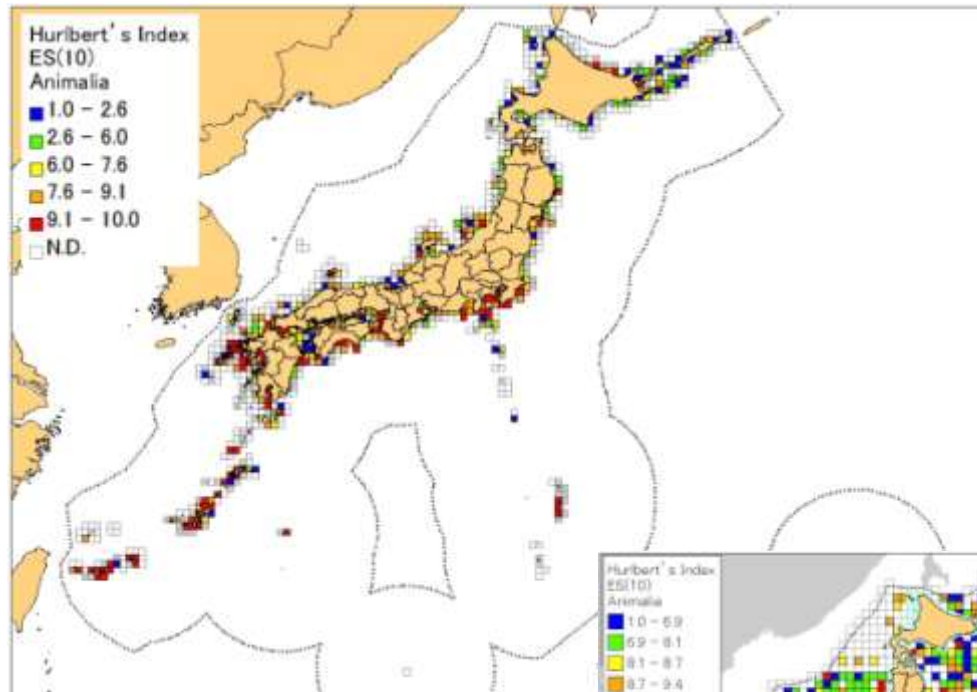 Hurlbert's Index
ES(10)
Animalia
1.0 - 2.6
2.6 - 6.0
6.0 - 7.6
7.6 - 9.1
9.1 - 10.0
N.D.
Hurlbert's Index
ES(10)
Animalia
1.0 - 6.9
6.9 - 8.1
8.1 - 8.7
8.7 - 9.4